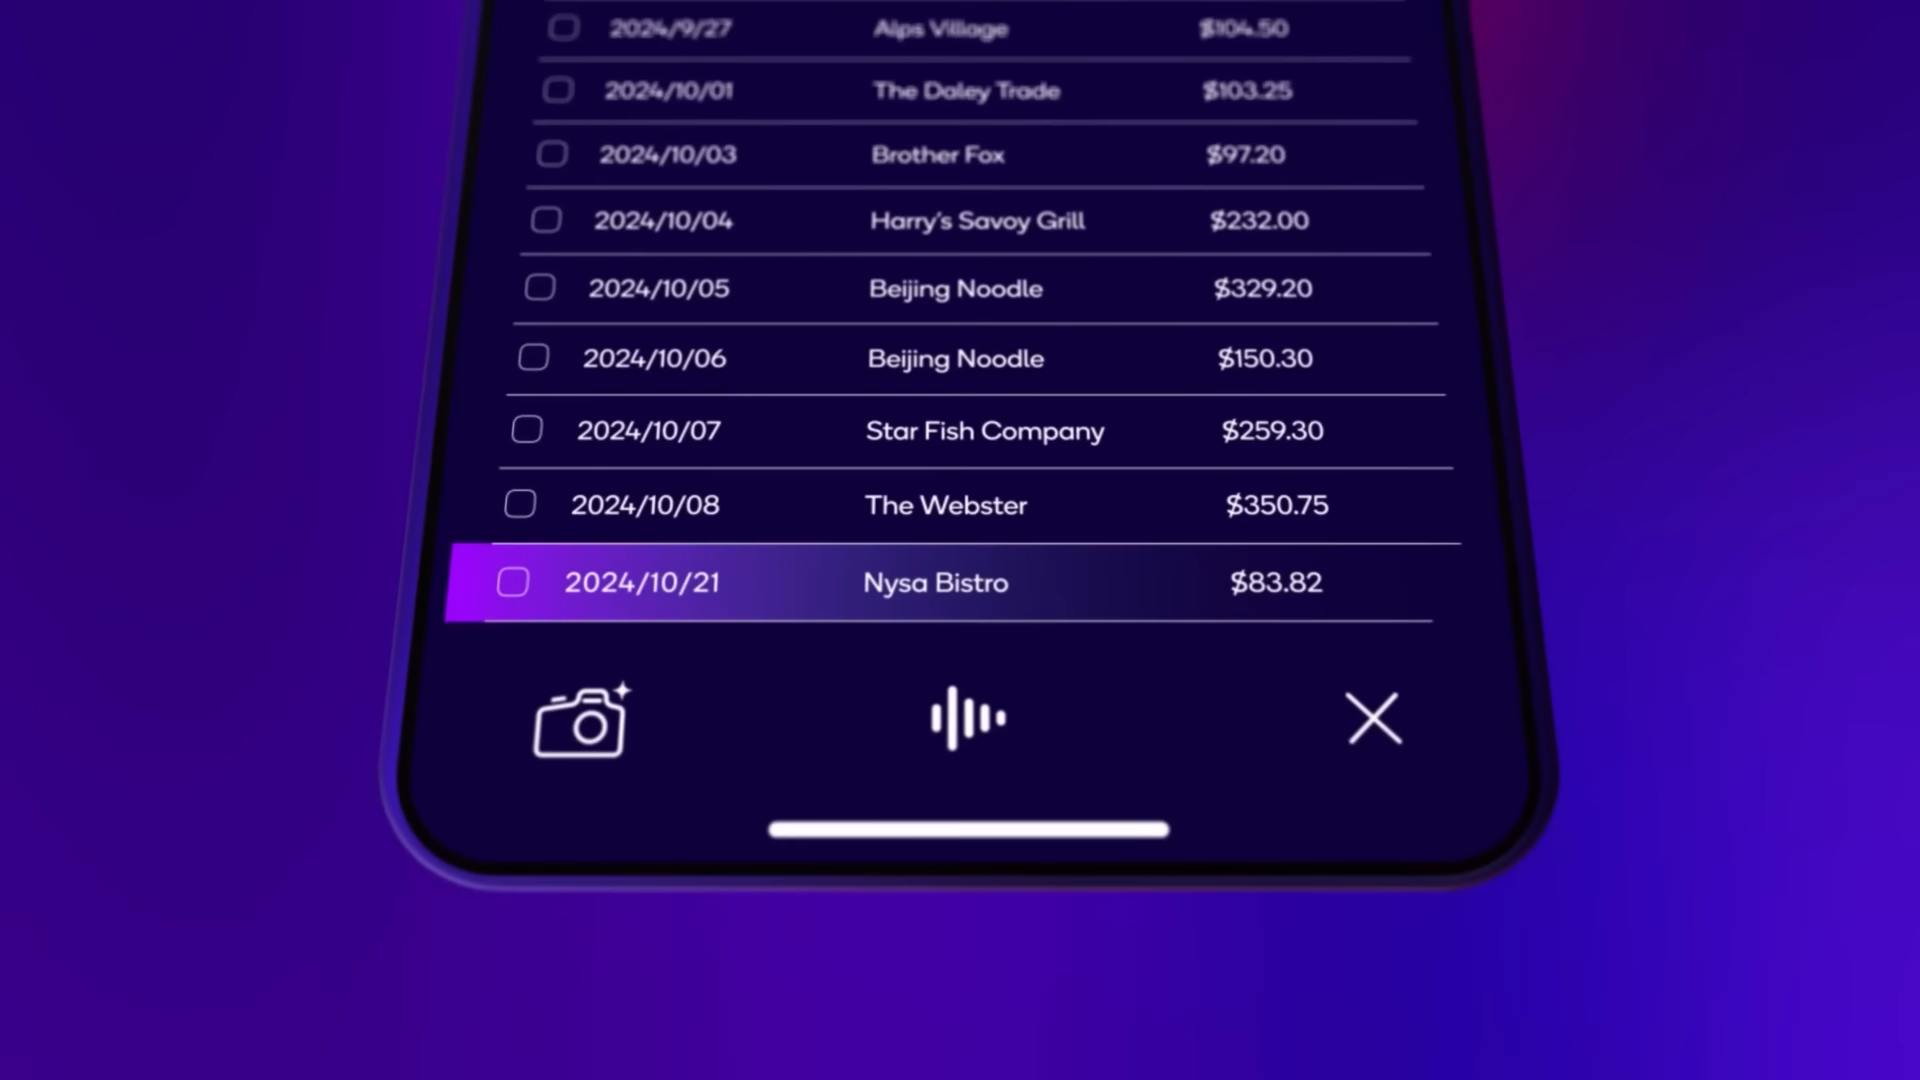 2024/9/27 Alps Village $104.50
2024/10/01 The Daley Trade $103.25
2024/10/03 Brother Fox $97.20
2024/10/04 Harry's Savoy Grill $232.00
2024/10/05 Beijing Noodle $329.20
2024/10/06 Beijing Noodle $150.30
2024/10/07 Star Fish Company $259.30
2024/10/08 The Webster $350.75
2024/10/21 Nysa Bistro $83.82